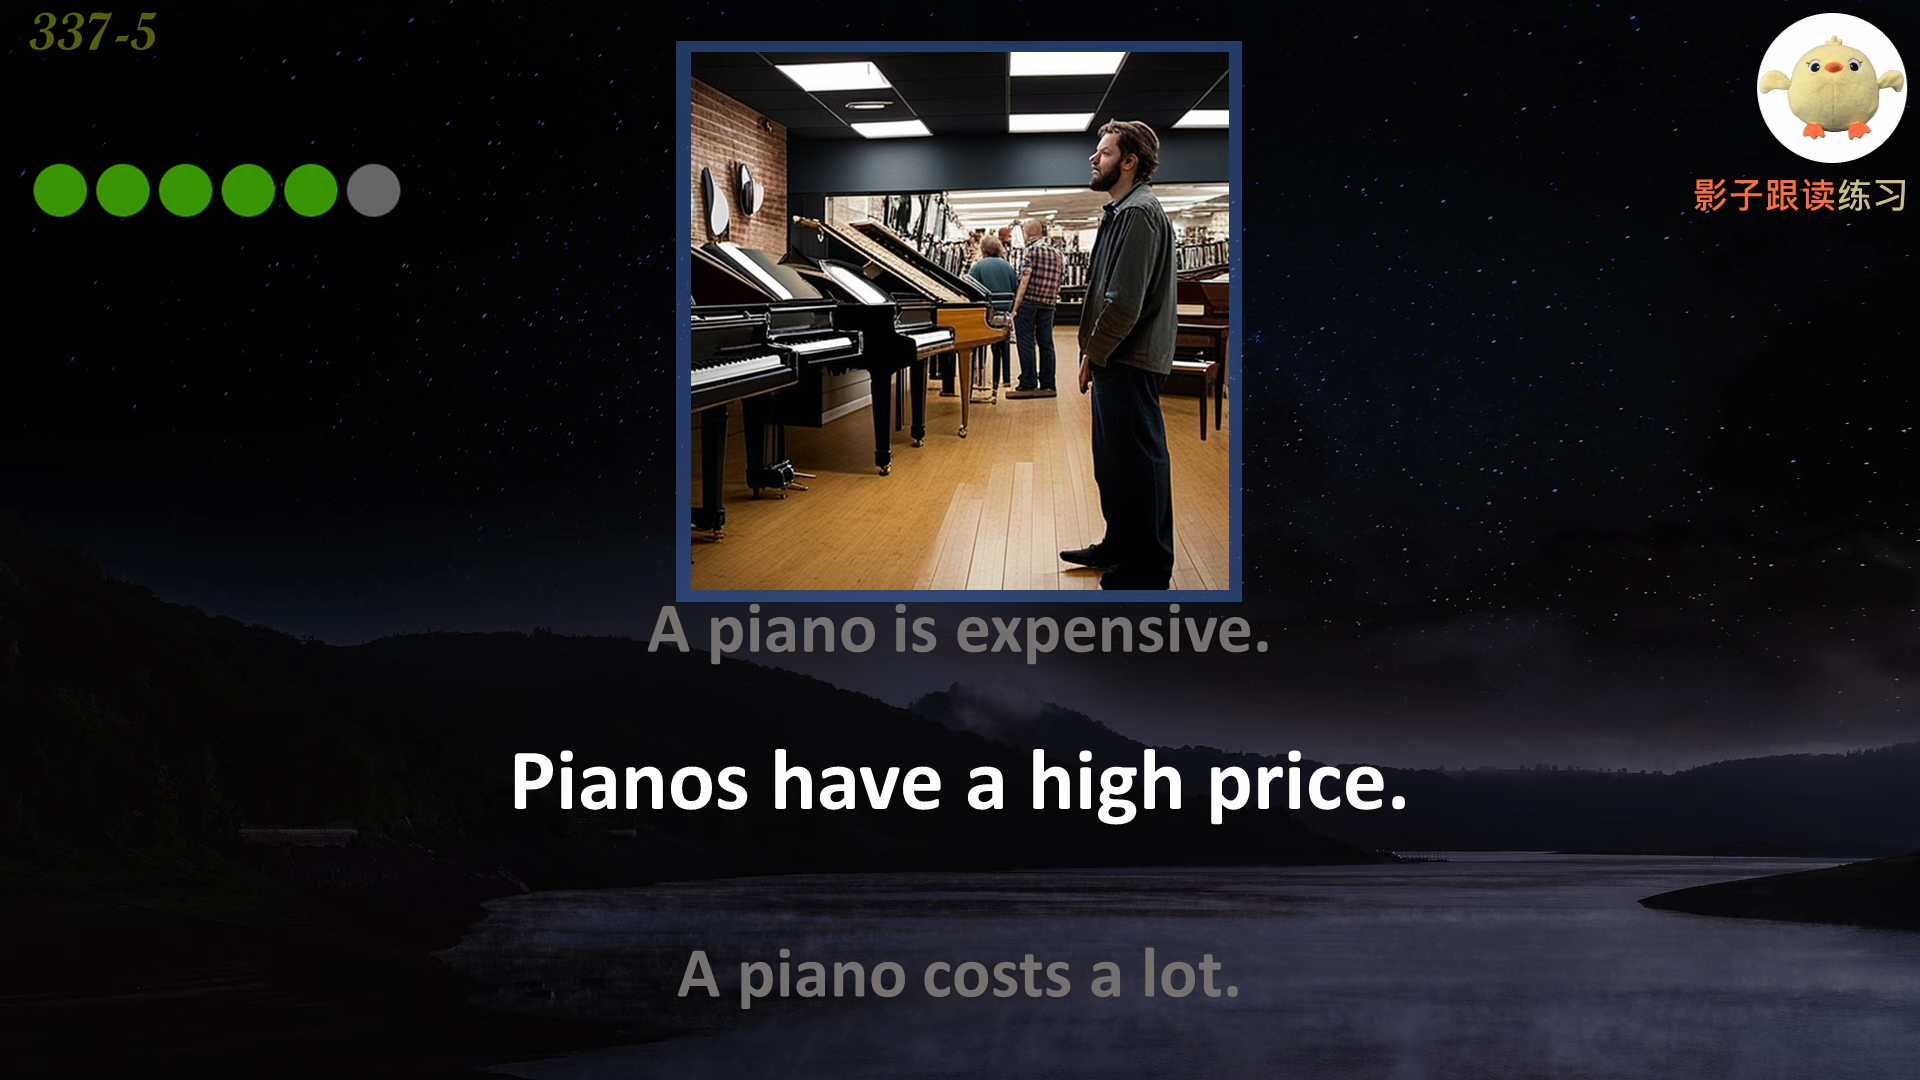 337-5
影子跟读练习
A piano is expensive.
Pianos have a high price.
A piano costs a lot.